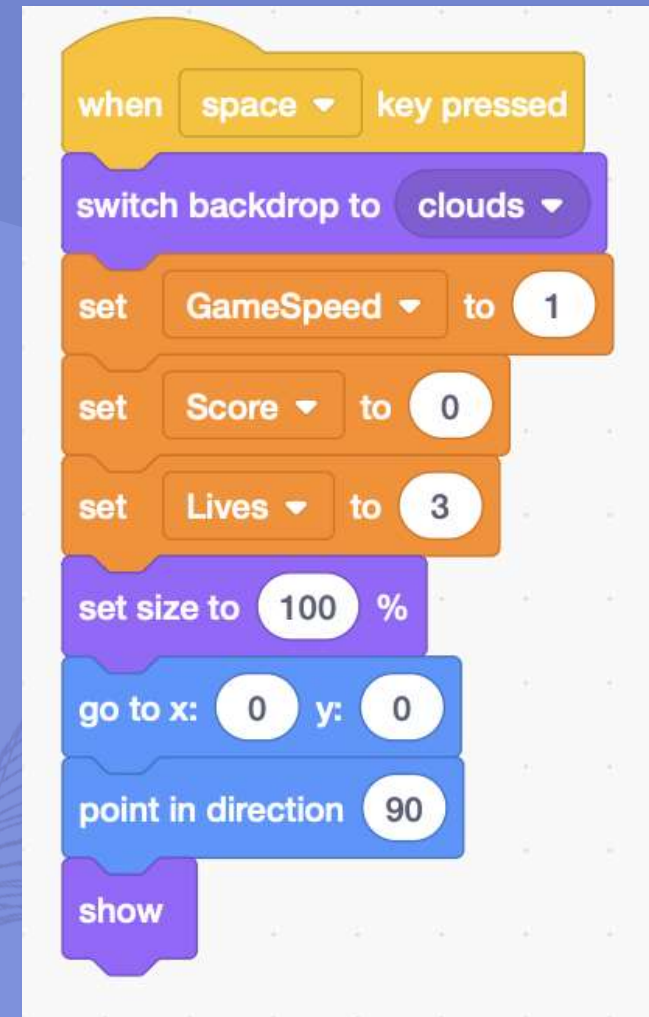 when space key pressed
switch backdrop to clouds
set GameSpeed to 1
set Score to 0
set Lives to 3
set size to 100 %
go to x: 0 y: 0
point in direction 90
show